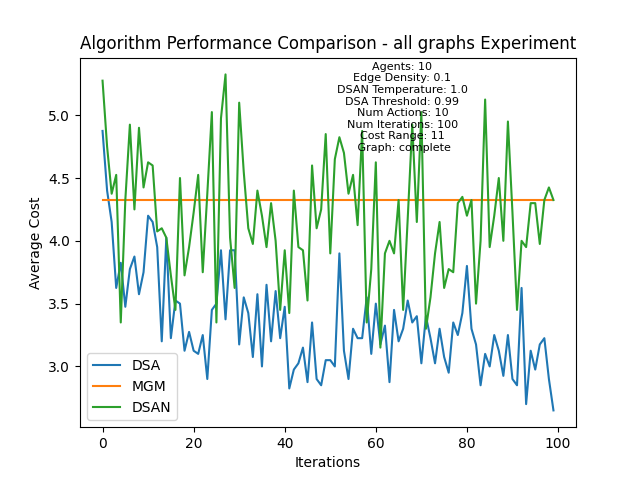 Algorithm Performance Comparison - all graphs Experiment
Agents: 10
Edge Density: 0.1
DSAN Temperature: 1.0
DSA Threshold: 0.99
Num Actions: 10
Num Iterations: 100
Cost Range: 11
Graph: complete
Average Cost
5.0
4.5
4.0
3.5
3.0
DSA
MGM
DSAN
0 20 40 60 80 100
Iterations